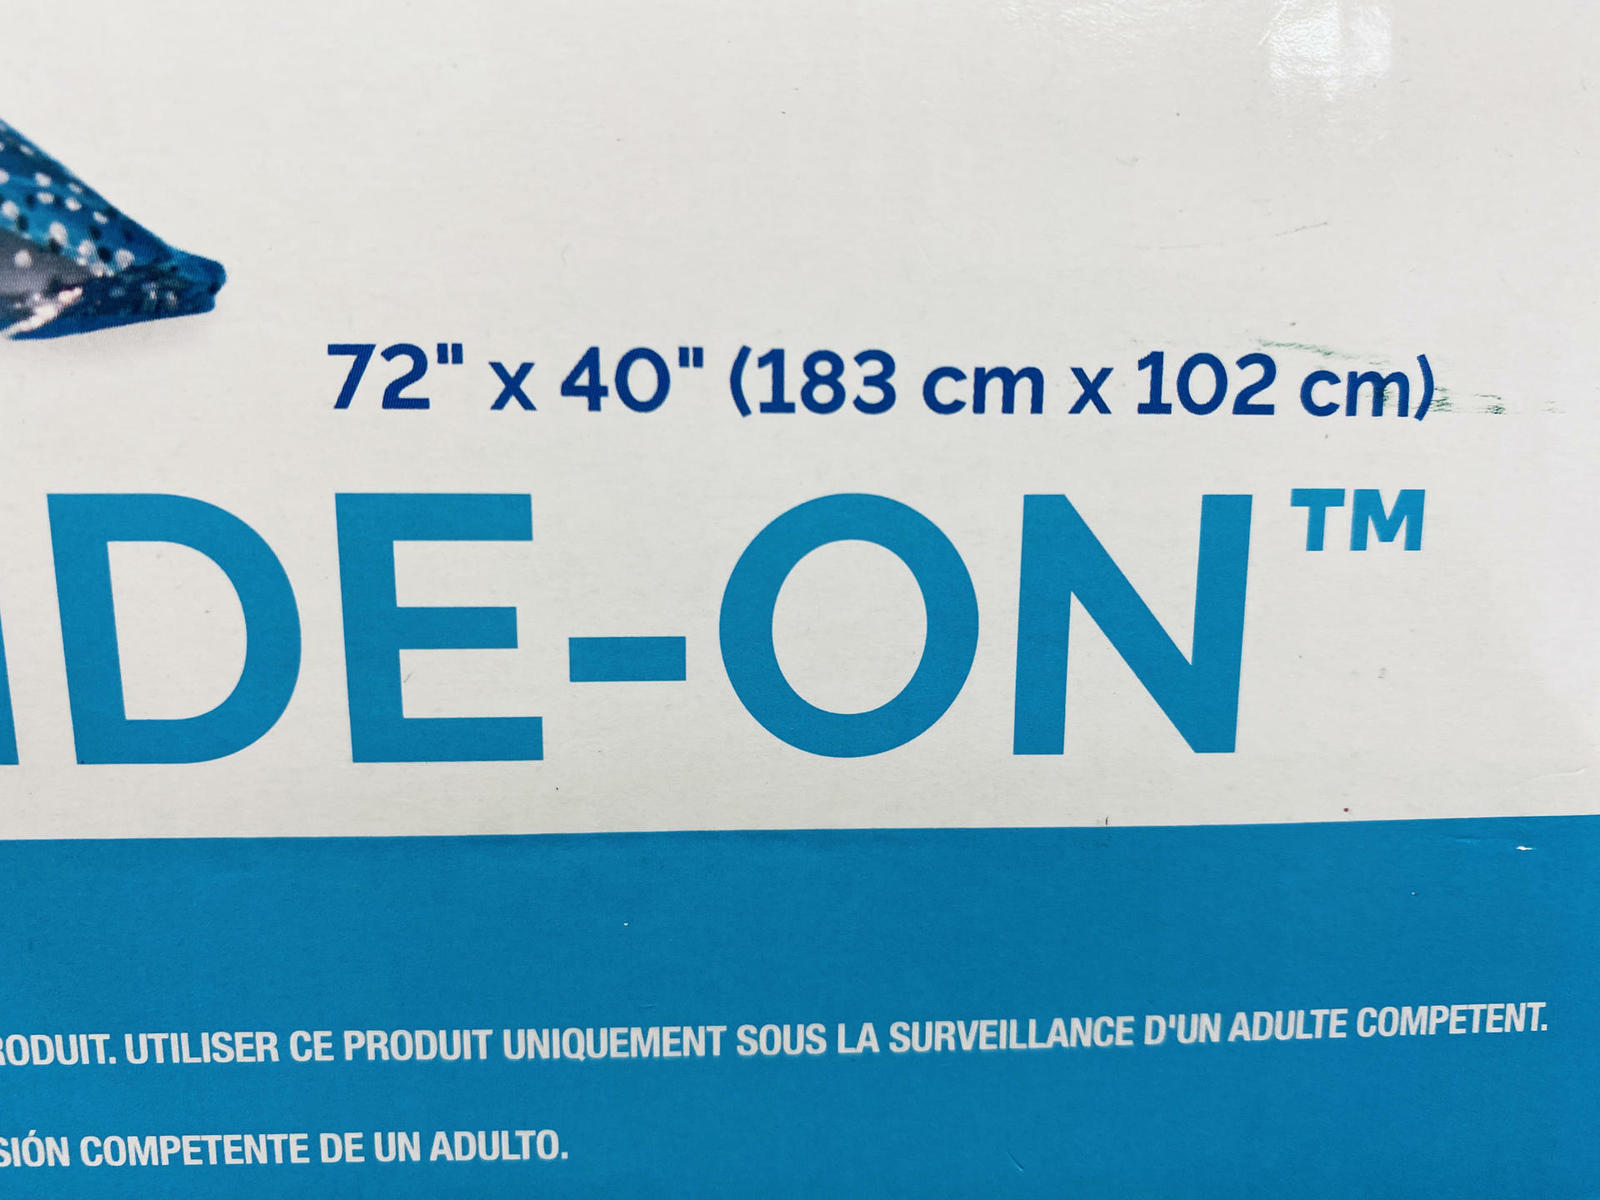 72" x 40" (183 cm x 102 cm)
IDE-ON™
RODUIT. UTILISER CE PRODUIT UNIQUEMENT SOUS LA SURVEILLANCE D'UN ADULTE COMPETENT.
SIÓN COMPETENTE DE UN ADULTO.